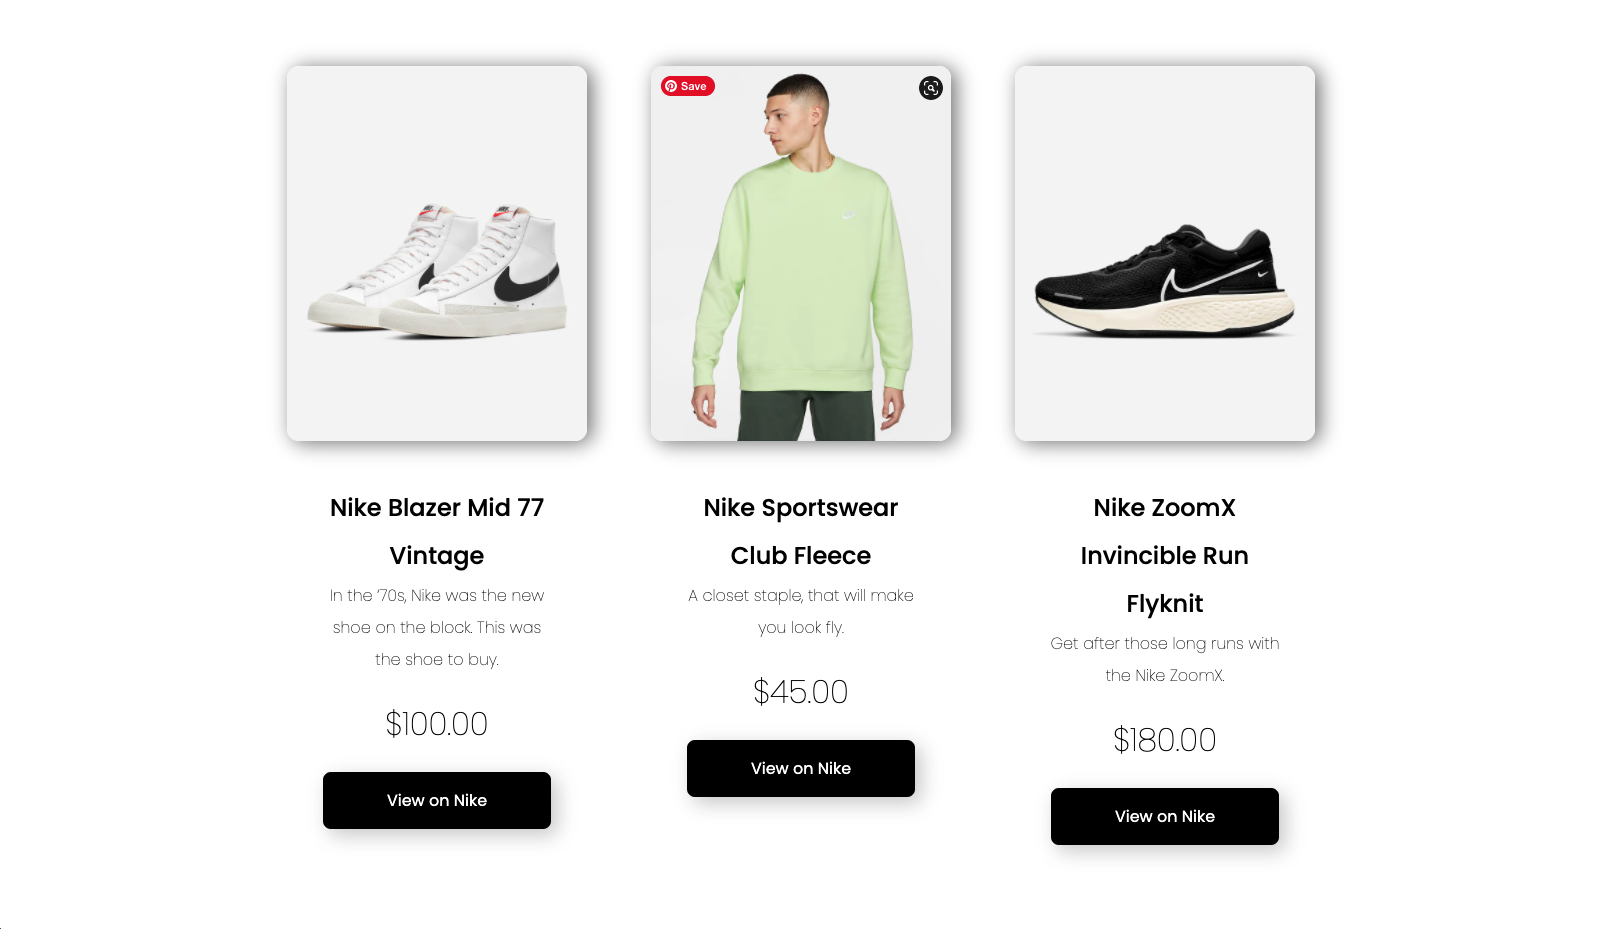 Save
Nike Blazer Mid 77
Vintage
In the ’70s, Nike was the new
shoe on the block. This was
the shoe to buy.
$100.00
View on Nike
Nike Sportswear
Club Fleece
A closet staple, that will make
you look fly.
$45.00
View on Nike
Nike ZoomX
Invincible Run
Flyknit
Get after those long runs with
the Nike ZoomX.
$180.00
View on Nike